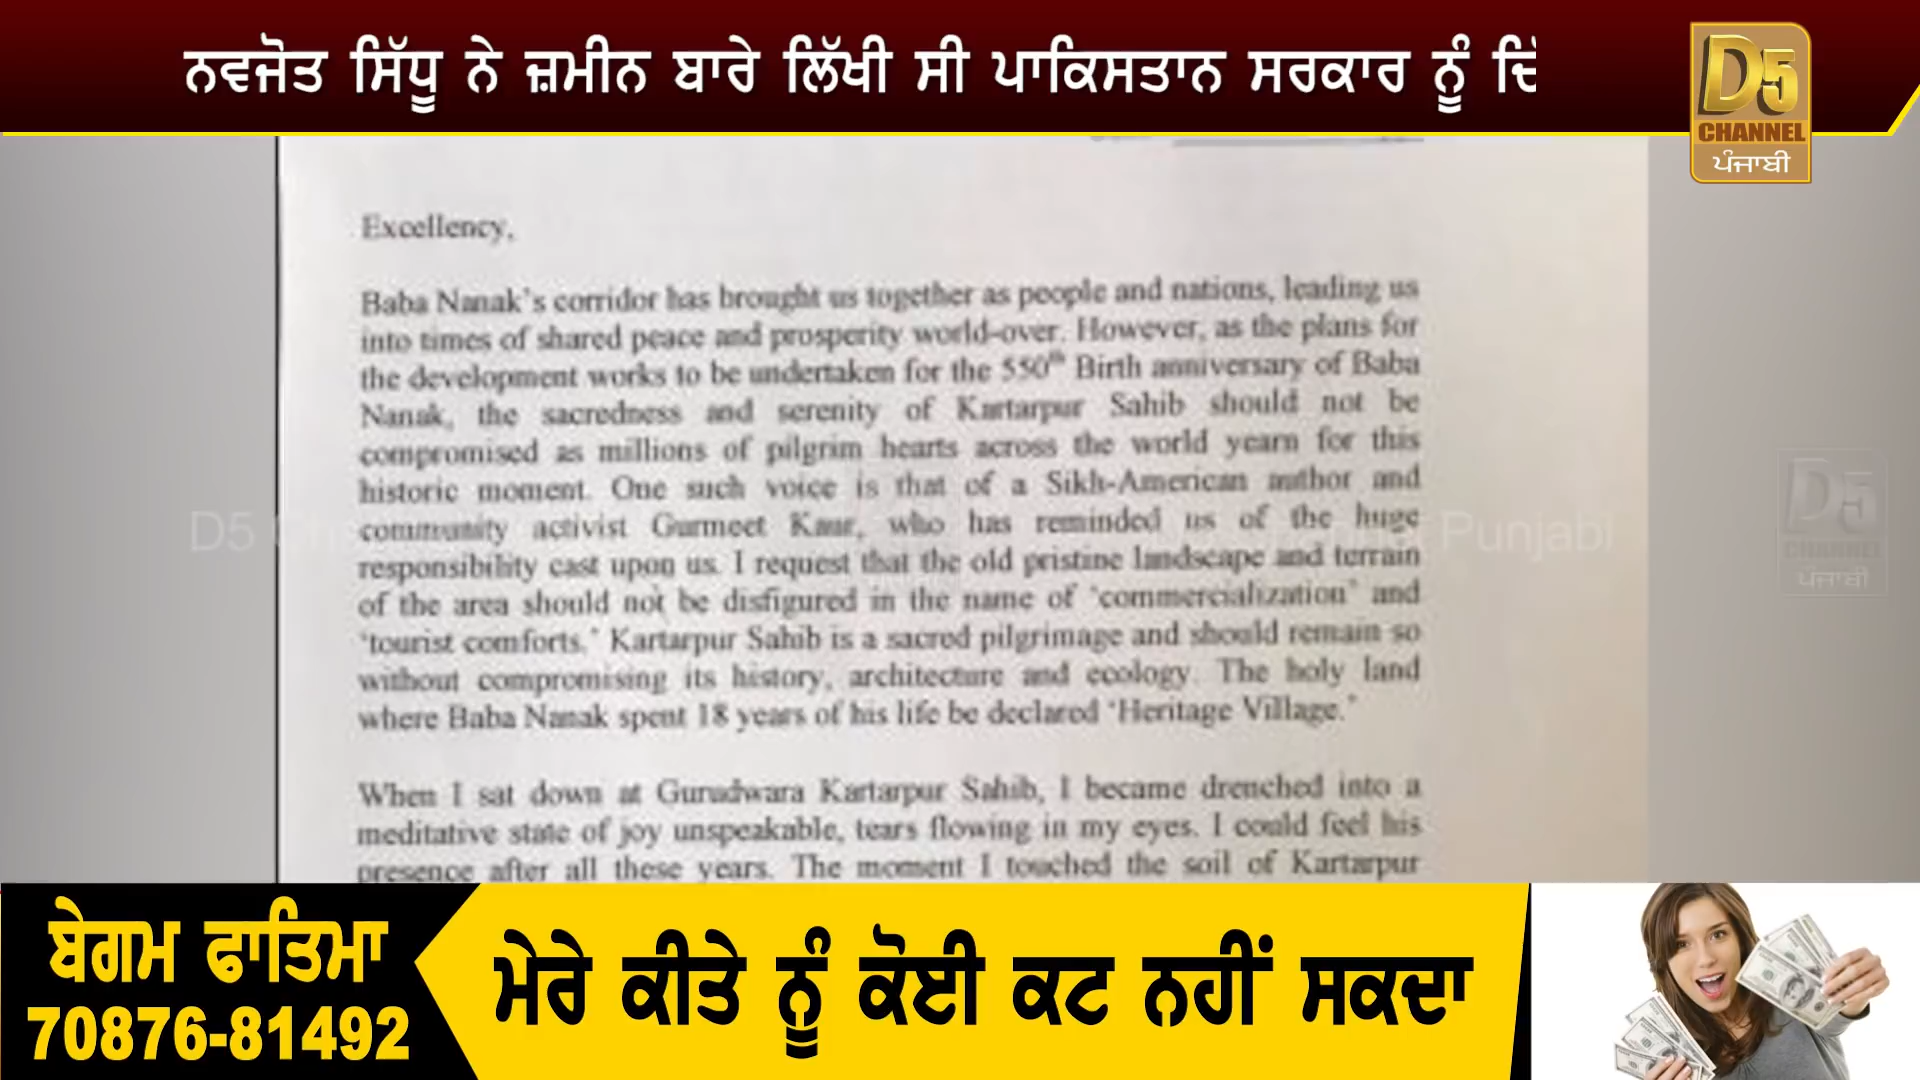 ਨਵਜੋਤ ਸਿੱਧੂ ਨੇ ਜ਼ਮੀਨ ਬਾਰੇ ਲਿੱਖੀ ਸੀ ਪਾਕਿਸਤਾਨ ਸਰਕਾਰ ਨੂੰ
D5
CHANNEL
ਪੰਜਾਬੀ
Excellency,
Baba Nanak's corridor has brought us together as people and nations, leading us
into times of shared peace and prosperity world-over. However, as the plans for
the development works to be undertaken for the 550th Birth anniversary of Baba
Nanak, the sacredness and serenity of Kartarpur Sahib should not be
compromised as millions of pilgrim hearts across the world yearn for this
historic moment. One such voice is that of a Sikh-American author and
community activist Gurmeet Kaur, who has reminded us of the huge
responsibility cast upon us. I request that the old pristine landscape and terrain
of the area should not be disfigured in the name of 'commercialization' and
'tourist comforts.' Kartarpur Sahib is a sacred pilgrimage and should remain so
without compromising its history, architecture and ecology. The holy land
where Baba Nanak spent 18 years of his life be declared 'Heritage Village.'
When I sat down at Gurudwara Kartarpur Sahib, I became drenched into a
meditative state of joy unspeakable, tears flowing in my eyes. I could feel his
presence after all these years. The moment I touched the soil of Kartarpur
D5
Punjabi
D5
CHANNEL
ਪੰਜਾਬੀ
ਬੇਗਮ ਫਾਤਿਮਾ
70876-81492
ਮੇਰੇ ਕੀਤੇ ਨੂੰ ਕੋਈ ਕਟ ਨਹੀਂ ਸਕਦਾ